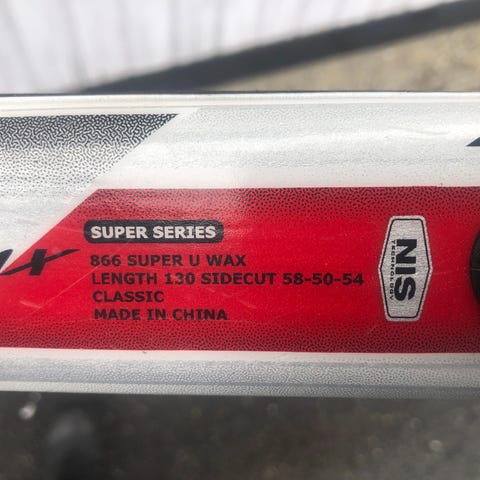 SUPER SERIES
866 SUPER U WAX
LENGTH 130 SIDECUT 58-50-54
CLASSIC
MADE IN CHINA
NIS